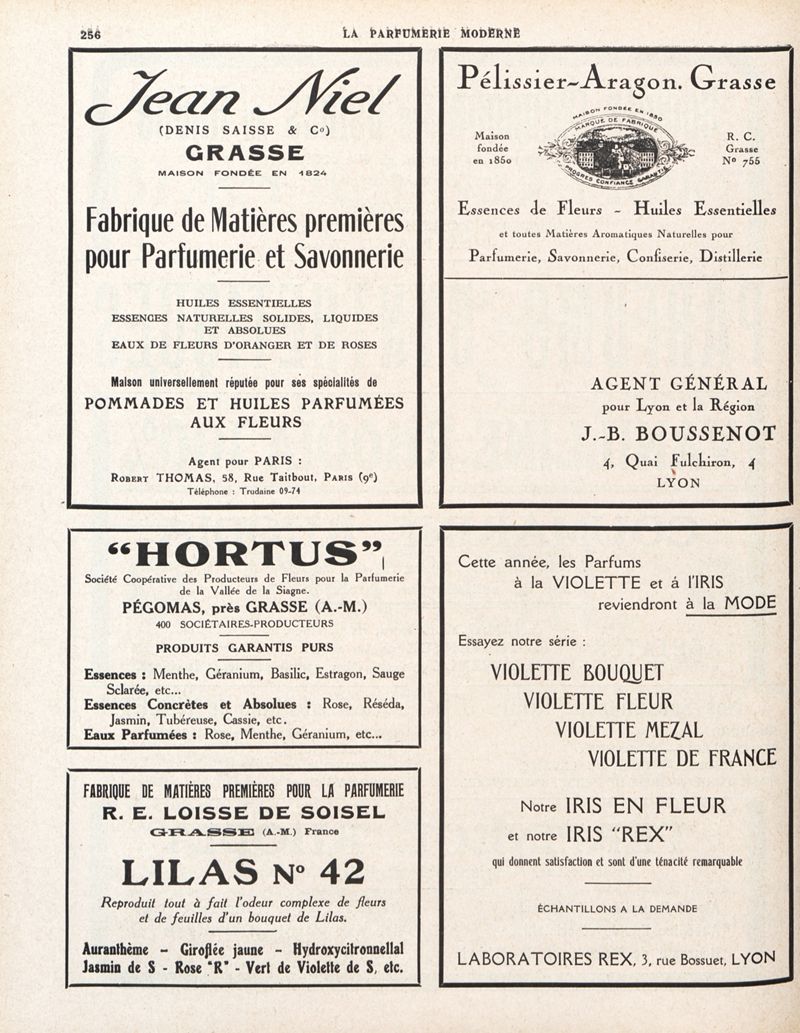 256
LA PARFUMERIE MODERNE
Jean Niel
(DENIS SAISSE & Cº)
GRASSE
MAISON FONDÉE EN 1824
Fabrique de Matières premières
pour Parfumerie et Savonnerie
HUILES ESSENTIELLES
ESSENCES NATURELLES SOLIDES, LIQUIDES
ET ABSOLUES
EAUX DE FLEURS D'ORANGER ET DE ROSES
Maison universellement réputée pour ses spécialités de
POMMADES ET HUILES PARFUMÉES
AUX FLEURS
Agent pour PARIS :
ROBERT THOMAS, 58, Rue Taitbout, PARIS (9ᵉ)
Téléphone : Trudaine 09-74
Pélissier-Aragon. Grasse
Maison
fondée
en 1860
MAISON FONDÉE EN 1850
MARQUE DE FABRIQUE
PROGRES CONFIANCE GARANTIE
R. C.
Grasse
Nº 755
Essences de Fleurs - Huiles Essentielles
et toutes Matières Aromatiques Naturelles pour
Parfumerie, Savonnerie, Confiserie, Distillerie
AGENT GÉNÉRAL
pour Lyon et la Région
J.-B. BOUSSENOT
4, Quai Fulchiron, 4
LYON
"HORTUS"
Société Coopérative des Producteurs de Fleurs pour la Parfumerie
de la Vallée de la Siagne.
PÉGOMAS, près GRASSE (A.-M.)
400 SOCIÉTAIRES-PRODUCTEURS
PRODUITS GARANTIS PURS
Essences : Menthe, Géranium, Basilic, Estragon, Sauge
Sclarée, etc...
Essences Concrètes et Absolues : Rose, Réséda,
Jasmin, Tubéreuse, Cassie, etc.
Eaux Parfumées : Rose, Menthe, Géranium, etc...
FABRIQUE DE MATIÈRES PREMIÈRES POUR LA PARFUMERIE
R. E. LOISSE DE SOISEL
GRASSE (A.-M.) France
LILAS Nº 42
Reproduit tout à fait l'odeur complexe de fleurs
et de feuilles d'un bouquet de Lilas.
Auranthème - Giroflée jaune - Hydroxycitronnellal
Jasmin de S - Rose "R" - Vert de Violette de S, etc.
Cette année, les Parfums
à la VIOLETTE et á l'IRIS
reviendront à la MODE
Essayez notre série :
VIOLETTE BOUQUET
VIOLETTE FLEUR
VIOLETTE MEZAL
VIOLETTE DE FRANCE
Notre IRIS EN FLEUR
et notre IRIS "REX"
qui donnent satisfaction et sont d'une ténacité remarquable
ÉCHANTILLONS A LA DEMANDE
LABORATOIRES REX, 3, rue Bossuet, LYON